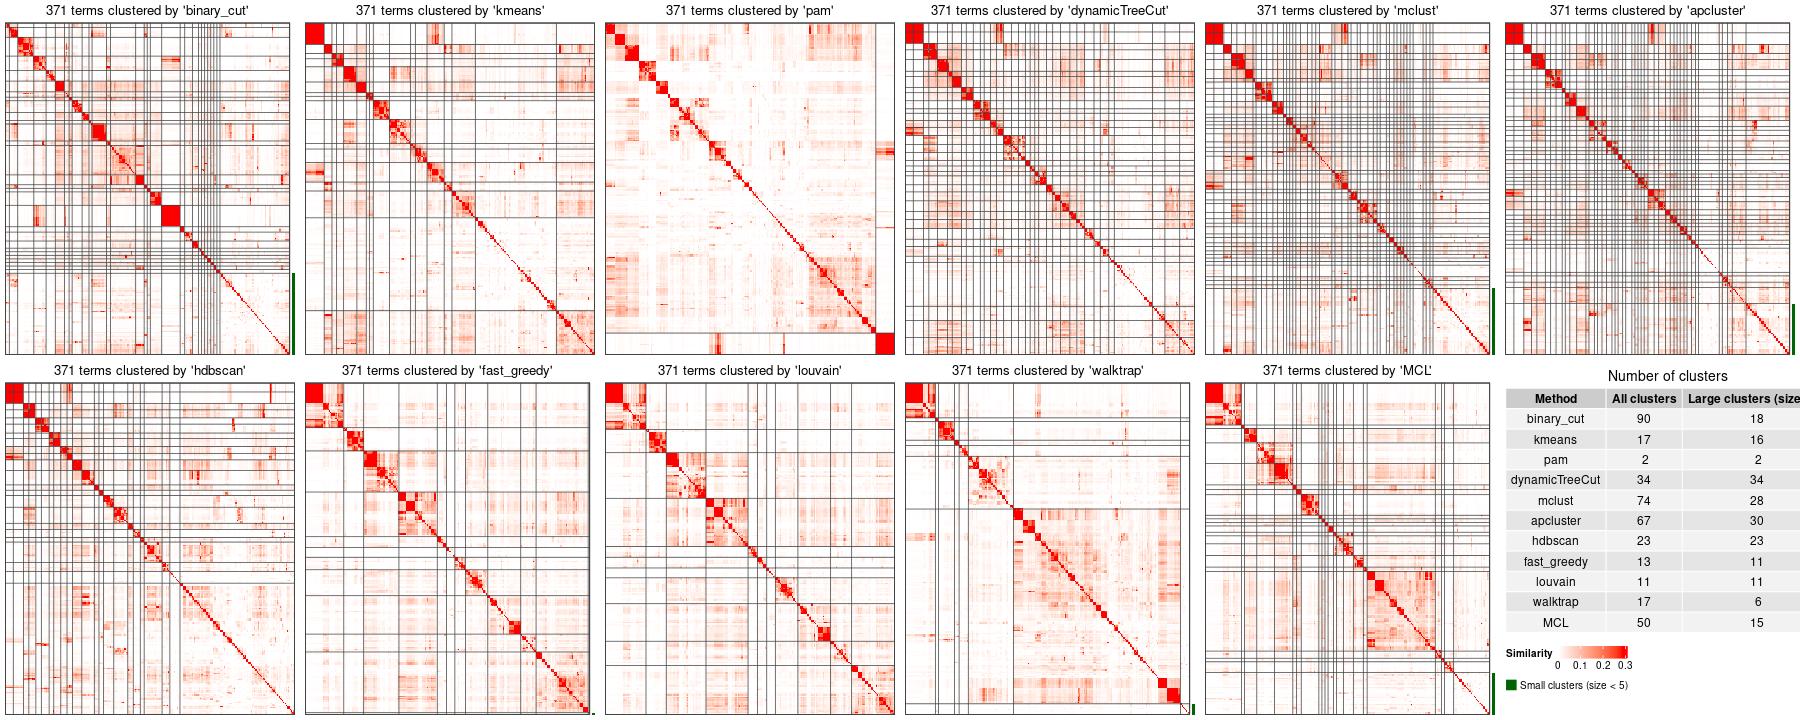 371 terms clustered by 'binary_cut'
371 terms clustered by 'kmeans'
371 terms clustered by 'pam'
371 terms clustered by 'dynamicTreeCut'
371 terms clustered by 'mclust'
371 terms clustered by 'apcluster'
371 terms clustered by 'hdbscan'
371 terms clustered by 'fast_greedy'
371 terms clustered by 'louvain'
371 terms clustered by 'walktrap'
371 terms clustered by 'MCL'
Number of clusters
Method All clusters Large clusters (size
binary_cut 90 18
kmeans 17 16
pam 2 2
dynamicTreeCut 34 34
mclust 74 28
apcluster 67 30
hdbscan 23 23
fast_greedy 13 11
louvain 11 11
walktrap 17 6
MCL 50 15
Similarity
0 0.1 0.2 0.3
Small clusters (size < 5)